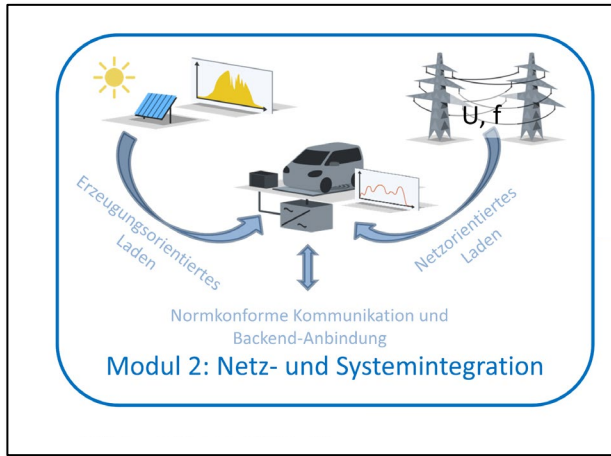 U, f
Erzeugungsorientiertes
Laden
Netzorientiertes
Laden
Normkonforme Kommunikation und
Backend-Anbindung
Modul 2: Netz- und Systemintegration